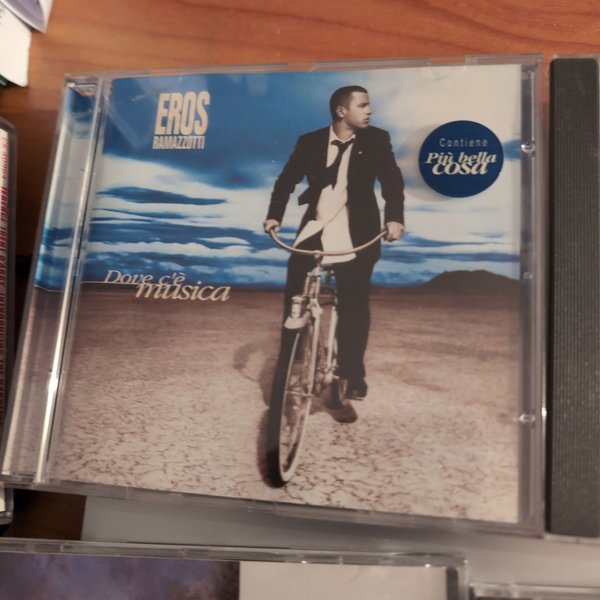 EROS
RAMAZZOTTI
Contiene
Più bella
cosa
Dove c'è
musica